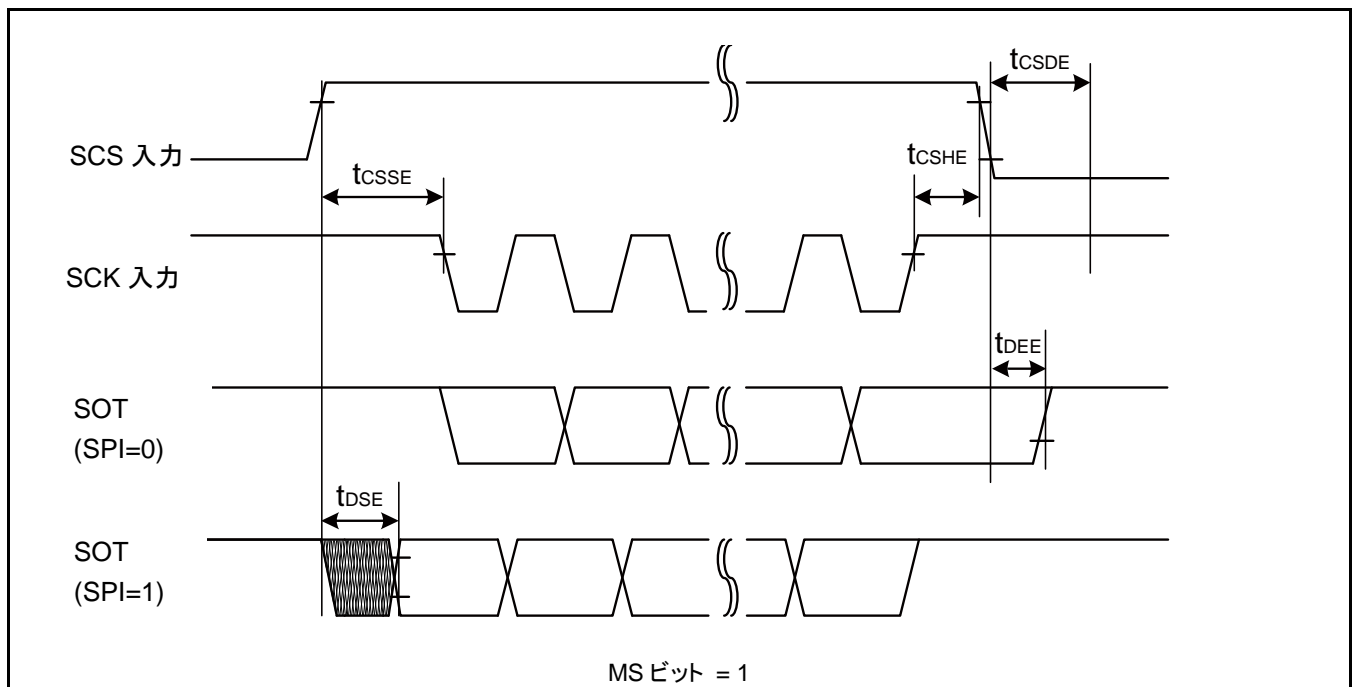 tCSDE
SCS 入力
tCSHE
tCSSE
SCK 入力
tDEE
SOT
(SPI=0)
tDSE
SOT
(SPI=1)
MS ビット = 1